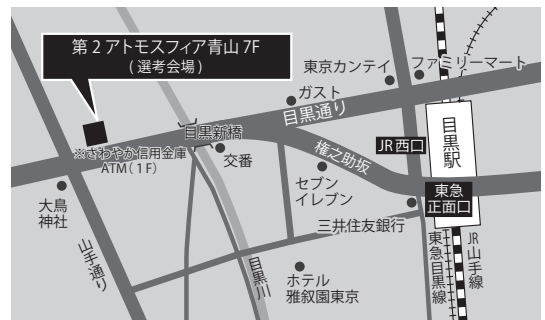 第2アトモスフィア青山7F
(選考会場)
東京カンテイ
ファミリーマート
ガスト
目黒通り
目黒新橋
※さわやか信用金庫
ATM(1F)
交番
権之助坂
JR西口
目黒駅
セブン
イレブン
東急
正面口
大鳥
神社
三井住友銀行
山手通り
目黒川
ホテル
雅叙園東京
東急目黒線
JR山手線